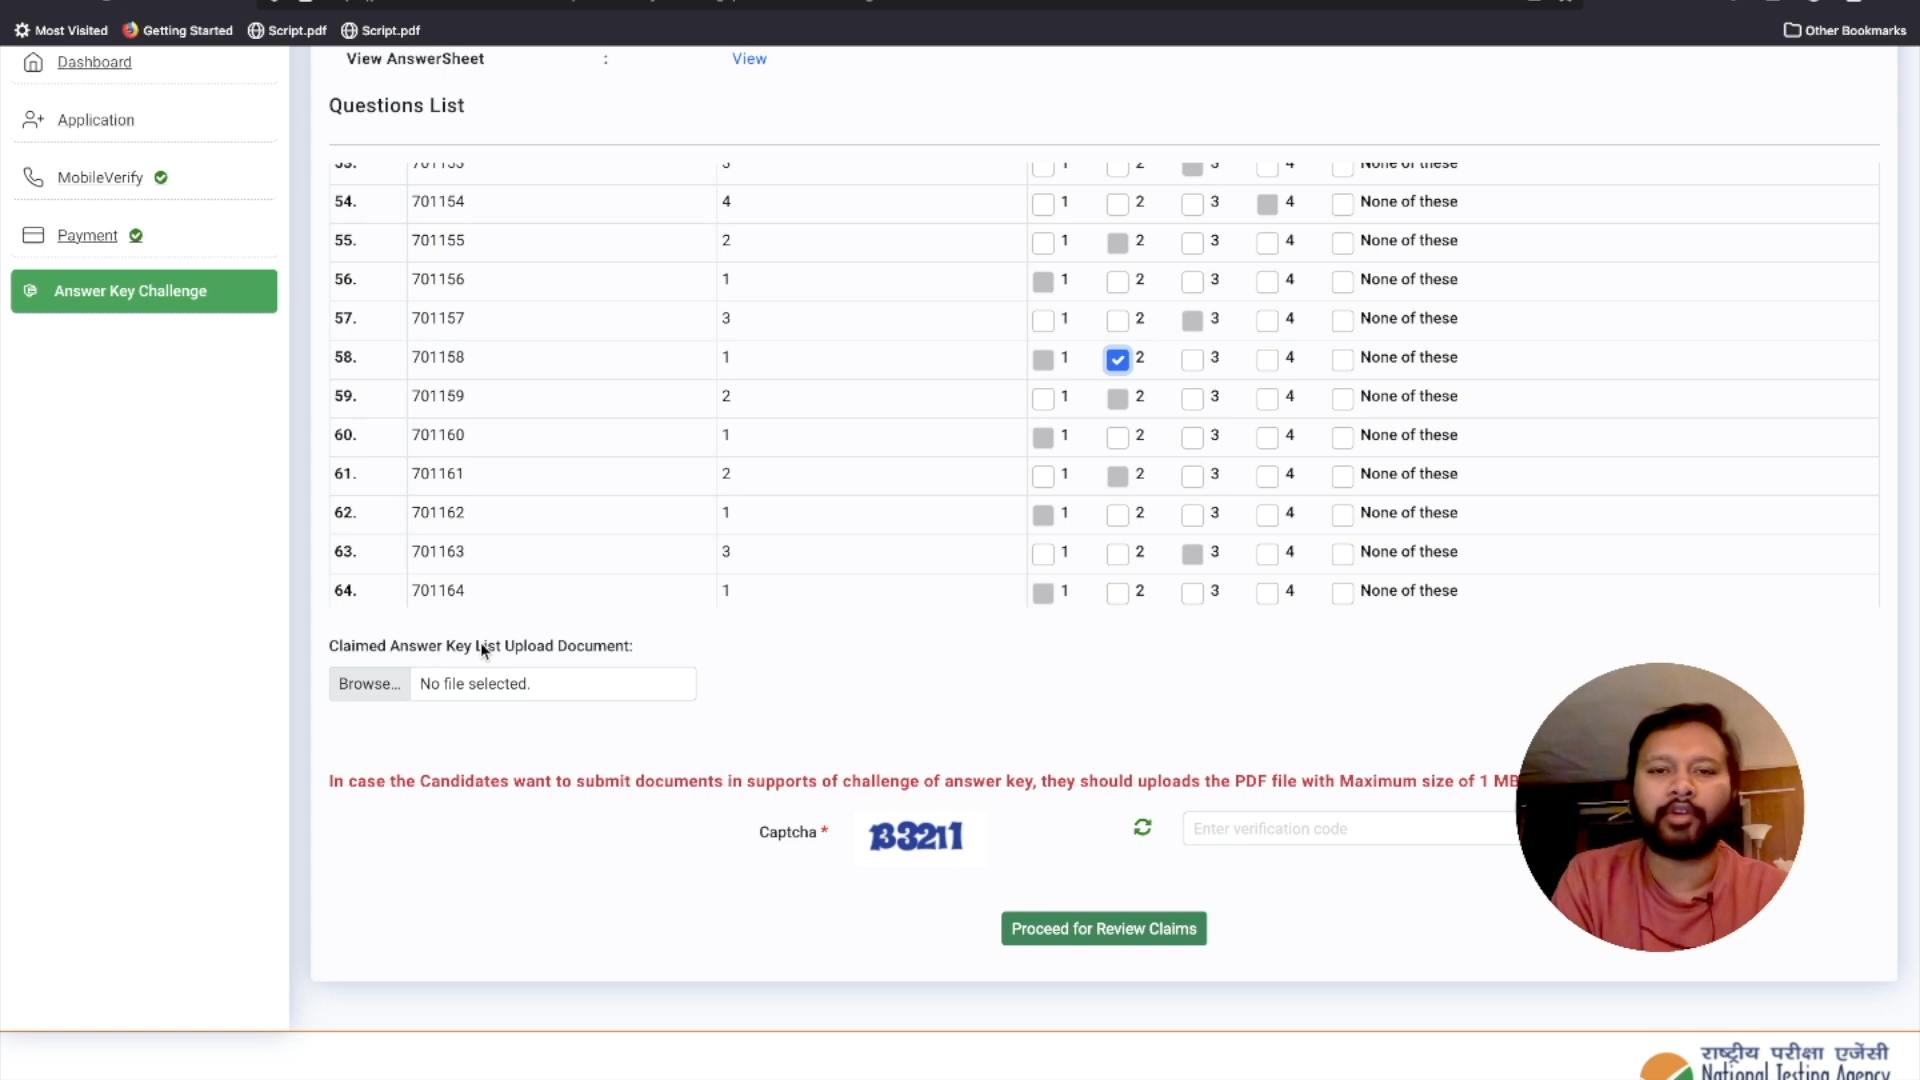 Most Visited Getting Started Script.pdf Script.pdf Other Bookmarks
Dashboard
Application
MobileVerify
Payment
Answer Key Challenge
View AnswerSheet : View
Questions List
53. 701153 3 1 2 3 4 None of these
54. 701154 4 1 2 3 4 None of these
55. 701155 2 1 2 3 4 None of these
56. 701156 1 1 2 3 4 None of these
57. 701157 3 1 2 3 4 None of these
58. 701158 1 1 2 3 4 None of these
59. 701159 2 1 2 3 4 None of these
60. 701160 1 1 2 3 4 None of these
61. 701161 2 1 2 3 4 None of these
62. 701162 1 1 2 3 4 None of these
63. 701163 3 1 2 3 4 None of these
64. 701164 1 1 2 3 4 None of these
Claimed Answer Key List Upload Document:
Browse... No file selected.
In case the Candidates want to submit documents in supports of challenge of answer key, they should uploads the PDF file with Maximum size of 1 MB
Captcha * 133211 Enter verification code
Proceed for Review Claims
राष्ट्रीय परीक्षा एजेंसी
National Testing Agency